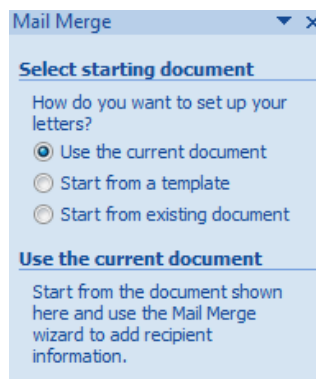 Mail Merge
Select starting document
How do you want to set up your
letters?
Use the current document
Start from a template
Start from existing document
Use the current document
Start from the document shown
here and use the Mail Merge
wizard to add recipient
information.